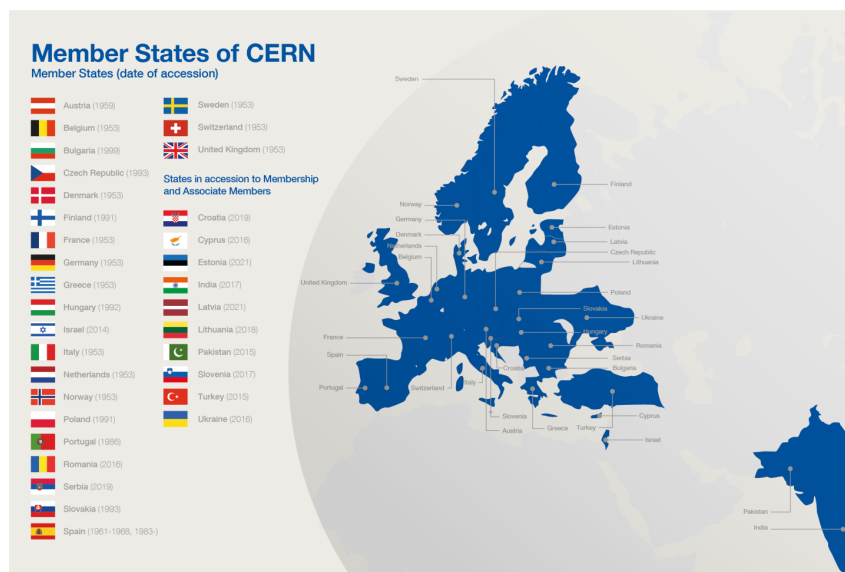 Member States of CERN
Member States (date of accession)
Austria (1959)
Belgium (1953)
Bulgaria (1999)
Czech Republic (1993)
Denmark (1953)
Finland (1991)
France (1953)
Germany (1953)
Greece (1953)
Hungary (1992)
Israel (2014)
Italy (1953)
Netherlands (1953)
Norway (1953)
Poland (1991)
Portugal (1986)
Romania (2016)
Serbia (2019)
Slovakia (1993)
Spain (1961-1968, 1983-)
Sweden (1953)
Switzerland (1953)
United Kingdom (1953)
States in accession to Membership
and Associate Members
Croatia (2019)
Cyprus (2016)
Estonia (2021)
India (2017)
Latvia (2021)
Lithuania (2018)
Pakistan (2015)
Slovenia (2017)
Turkey (2015)
Ukraine (2016)
Sweden
Finland
Norway
Germany
Estonia
Denmark
Latvia
Netherlands
Czech Republic
Belgium
Lithuania
United Kingdom
Poland
Slovakia
Ukraine
Hungary
France
Romania
Spain
Serbia
Croatia
Bulgaria
Italy
Portugal
Switzerland
Slovenia
Cyprus
Austria
Greece
Turkey
Israel
Pakistan
India